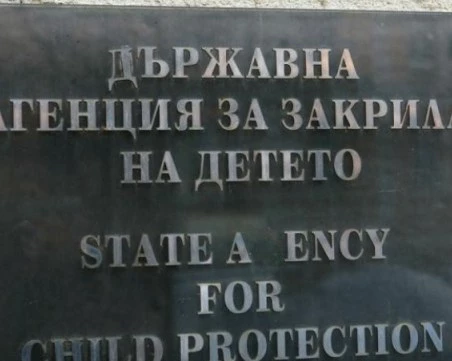 ДЪРЖАВНА
АГЕНЦИЯ ЗА ЗАКРИЛА
НА ДЕТЕТО
STATE A ENCY
FOR
CHILD PROTECTION